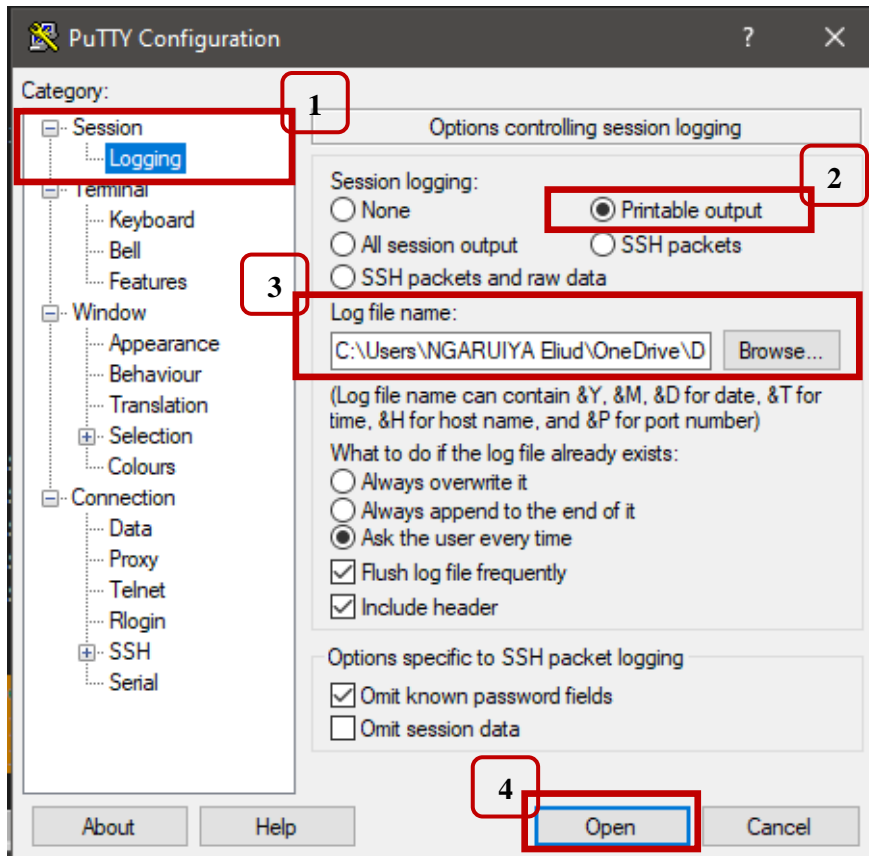 PuTTY Configuration
?
Category:
1
Session
Logging
Terminal
Keyboard
Bell
Features
Window
Appearance
Behaviour
Translation
Selection
Colours
Connection
Data
Proxy
Telnet
Rlogin
SSH
Serial
Options controlling session logging
2
Session logging:
None
Printable output
All session output
SSH packets
SSH packets and raw data
3
Log file name:
C:\Users\NGARUIYA Eliud\OneDrive\D
Browse...
(Log file name can contain &Y, &M, &D for date, &T for
time, &H for host name, and &P for port number)
What to do if the log file already exists:
Always overwrite it
Always append to the end of it
Ask the user every time
Flush log file frequently
Include header
Options specific to SSH packet logging
Omit known password fields
Omit session data
4
About
Help
Open
Cancel